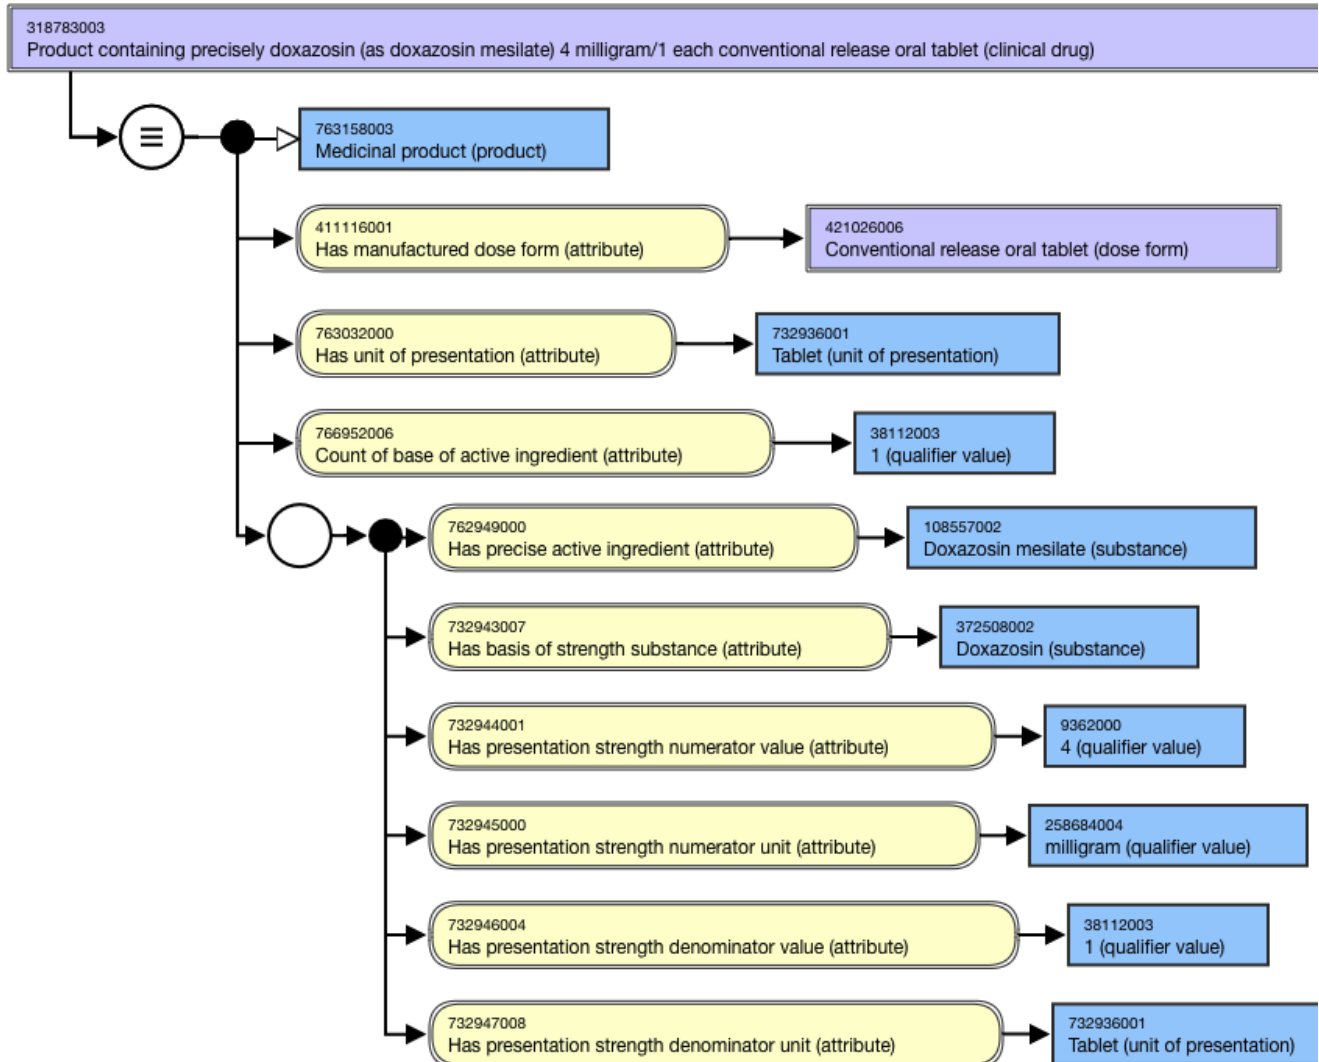 318783003
Product containing precisely doxazosin (as doxazosin mesilate) 4 milligram/1 each conventional release oral tablet (clinical drug)
763158003
Medicinal product (product)
411116001
Has manufactured dose form (attribute)
421026006
Conventional release oral tablet (dose form)
763032000
Has unit of presentation (attribute)
732936001
Tablet (unit of presentation)
766952006
Count of base of active ingredient (attribute)
38112003
1 (qualifier value)
762949000
Has precise active ingredient (attribute)
108557002
Doxazosin mesilate (substance)
732943007
Has basis of strength substance (attribute)
372508002
Doxazosin (substance)
732944001
Has presentation strength numerator value (attribute)
9362000
4 (qualifier value)
732945000
Has presentation strength numerator unit (attribute)
258684004
milligram (qualifier value)
732946004
Has presentation strength denominator value (attribute)
38112003
1 (qualifier value)
732947008
Has presentation strength denominator unit (attribute)
732936001
Tablet (unit of presentation)